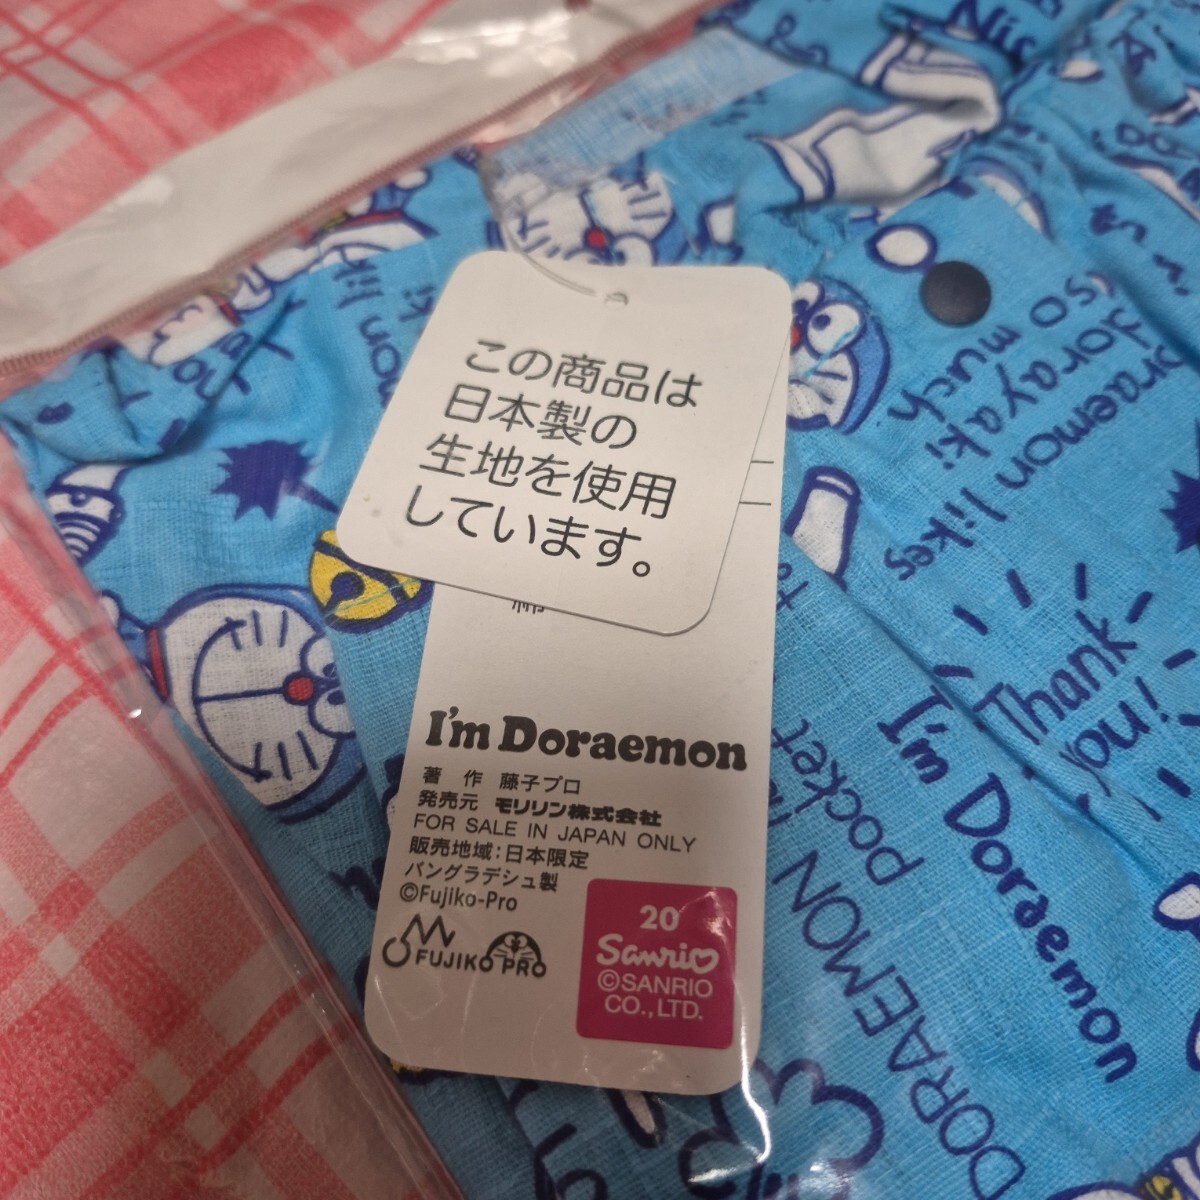 この商品は
日本製の
生地を使用
しています。
I'm Doraemon
著 作 藤子プロ
発売元 モリリン株式会社
FOR SALE IN JAPAN ONLY
販売地域:日本限定
バングラデシュ製
©Fujiko-Pro
FUJIKO PRO
20
Sanrio
©SANRIO
CO., LTD.
Doraemon likes
dorayaki
so much
Thank
you!
I'm Doraemon
DORAEMON
pocket